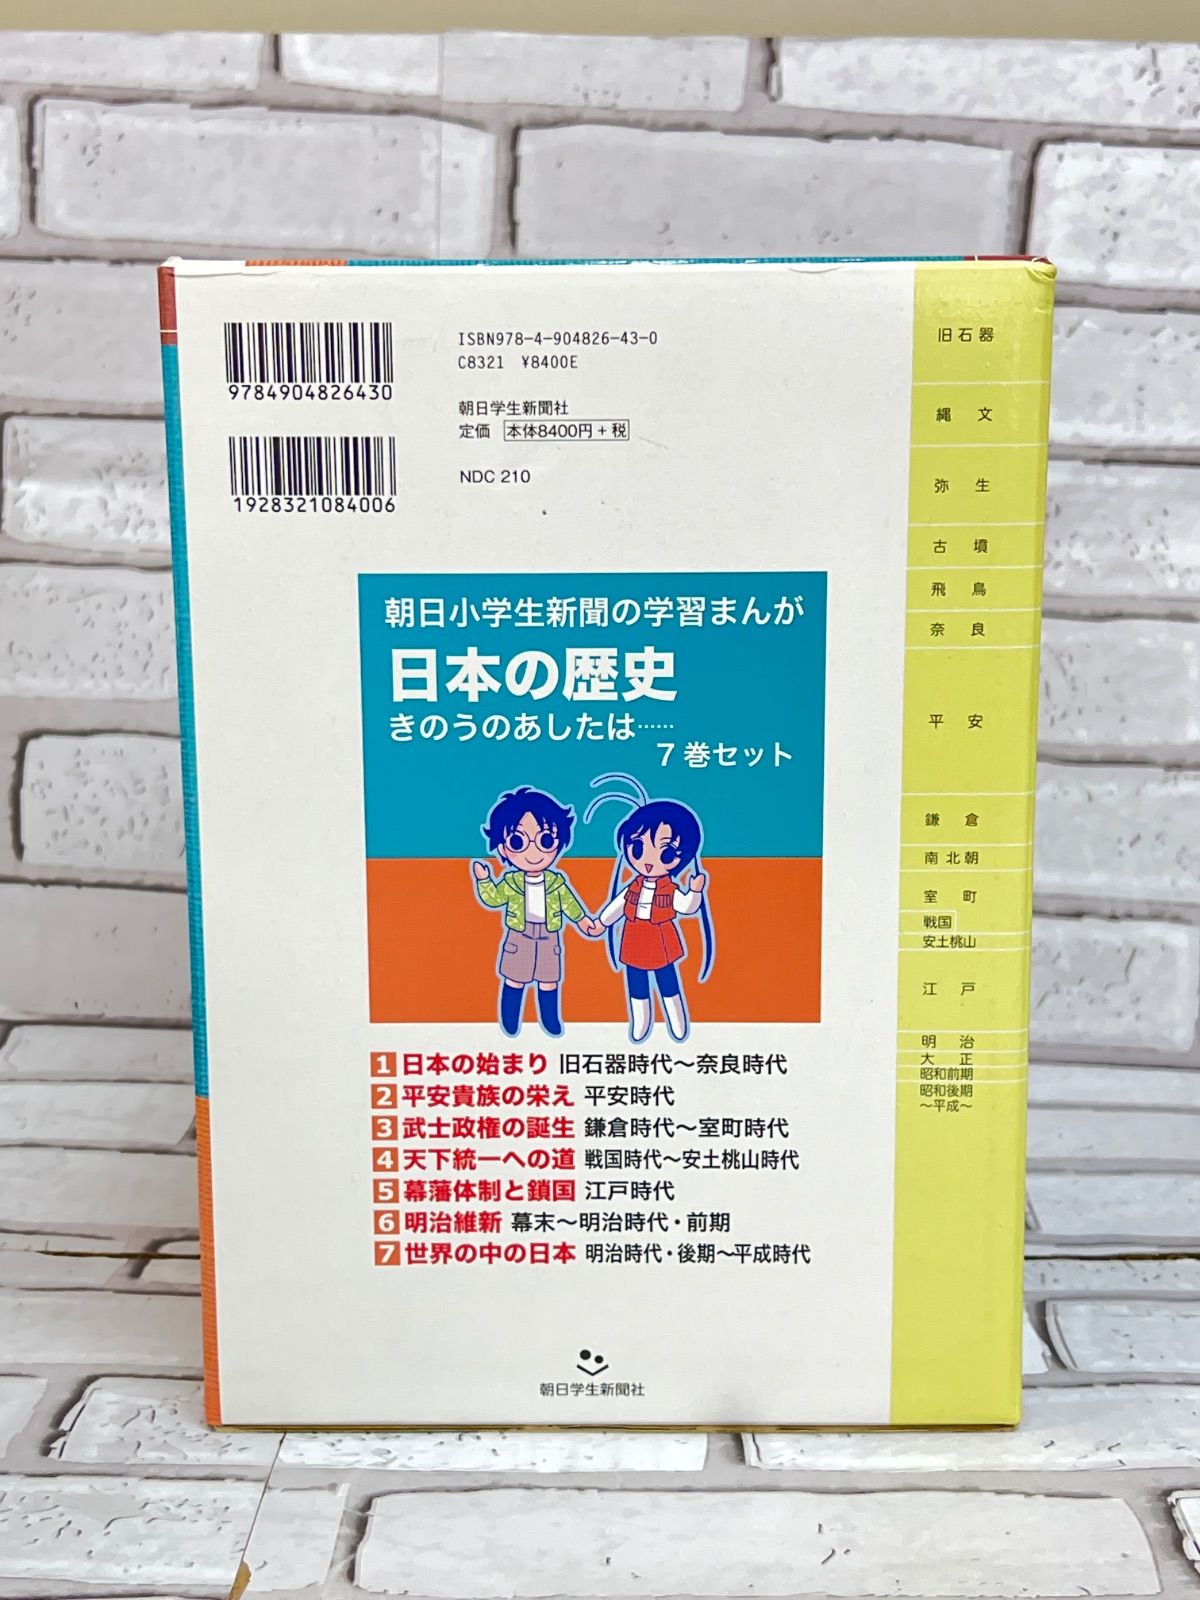 9784904826430
1928321084006
ISBN978-4-904826-43-0
C8321 ¥8400E
朝日学生新聞社
定価 本体8400円+税
NDC 210
朝日小学生新聞の学習まんが
日本の歴史
きのうのあしたは……
7巻セット
1 日本の始まり 旧石器時代〜奈良時代
2 平安貴族の栄え 平安時代
3 武士政権の誕生 鎌倉時代〜室町時代
4 天下統一への道 戦国時代〜安土桃山時代
5 幕藩体制と鎖国 江戸時代
6 明治維新 幕末〜明治時代・前期
7 世界の中の日本 明治時代・後期〜平成時代
朝日学生新聞社
旧石器
縄文
弥生
古墳
飛鳥
奈良
平安
鎌倉
南北朝
室町
戦国
安土桃山
江戸
明治
大正
昭和前期
昭和後期
〜平成〜